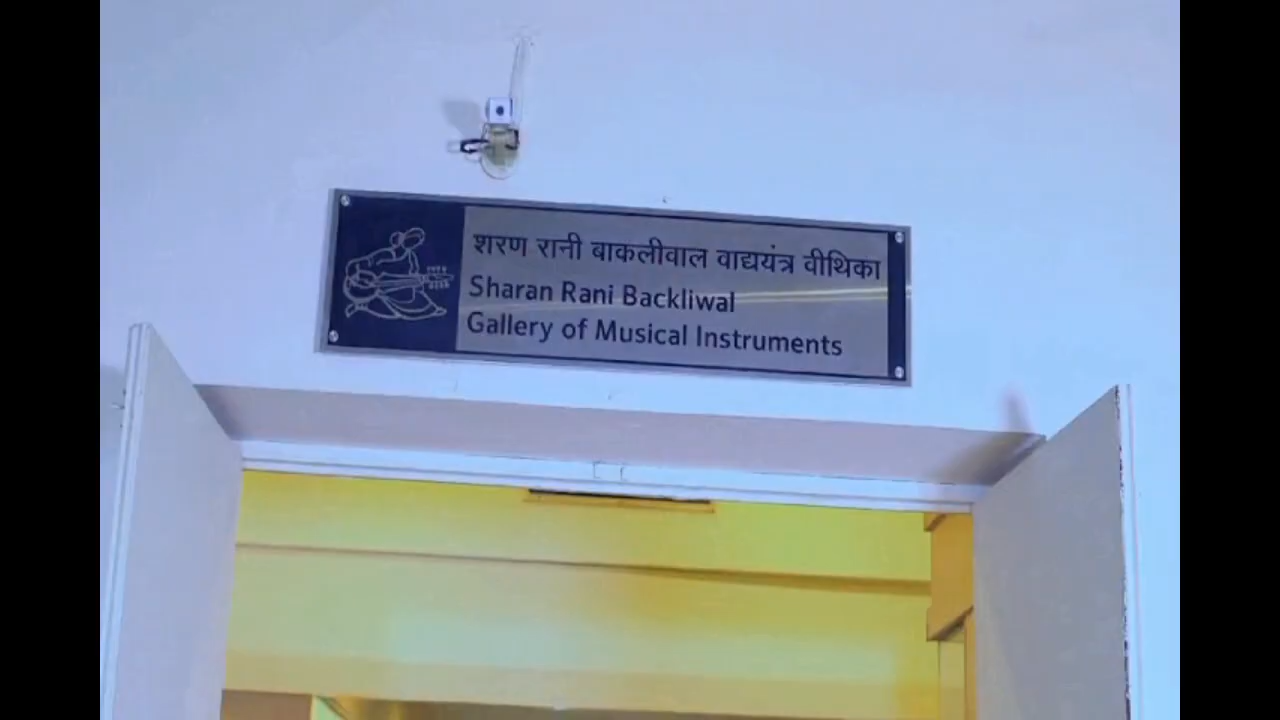 शरण रानी बाकलीवाल वाद्ययंत्र वीथिका
Sharan Rani Backliwal
Gallery of Musical Instruments